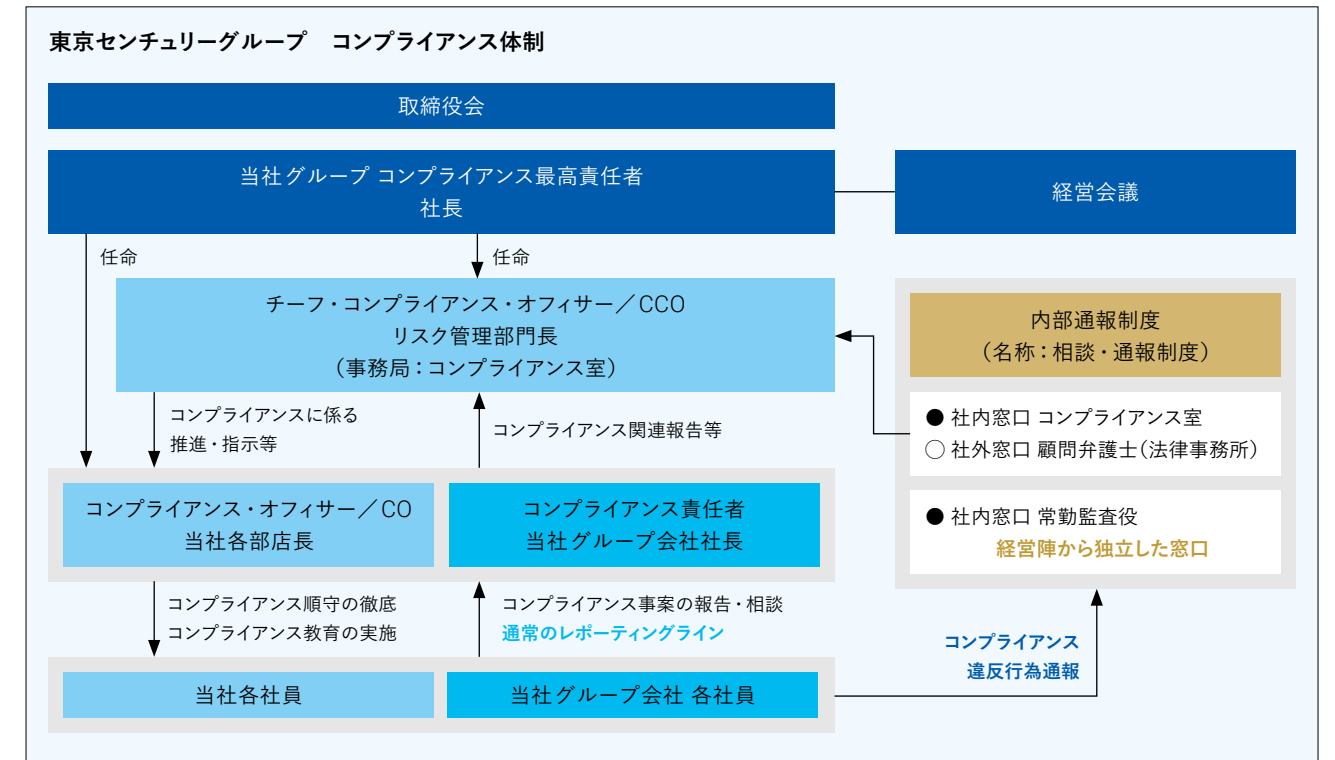 東京センチュリーグループ　コンプライアンス体制
取締役会
当社グループ コンプライアンス最高責任者
社長
経営会議
任命
任命
チーフ・コンプライアンス・オフィサー／CCO
リスク管理部門長
（事務局：コンプライアンス室）
内部通報制度
（名称：相談・通報制度）
● 社内窓口 コンプライアンス室
○ 社外窓口 顧問弁護士（法律事務所）
● 社内窓口 常勤監査役
経営陣から独立した窓口
コンプライアンスに係る
推進・指示等
コンプライアンス関連報告等
コンプライアンス・オフィサー／CO
当社各部店長
コンプライアンス責任者
当社グループ会社社長
コンプライアンス順守の徹底
コンプライアンス教育の実施
コンプライアンス事案の報告・相談
通常のレポーティングライン
コンプライアンス
違反行為通報
当社各社員
当社グループ会社 各社員